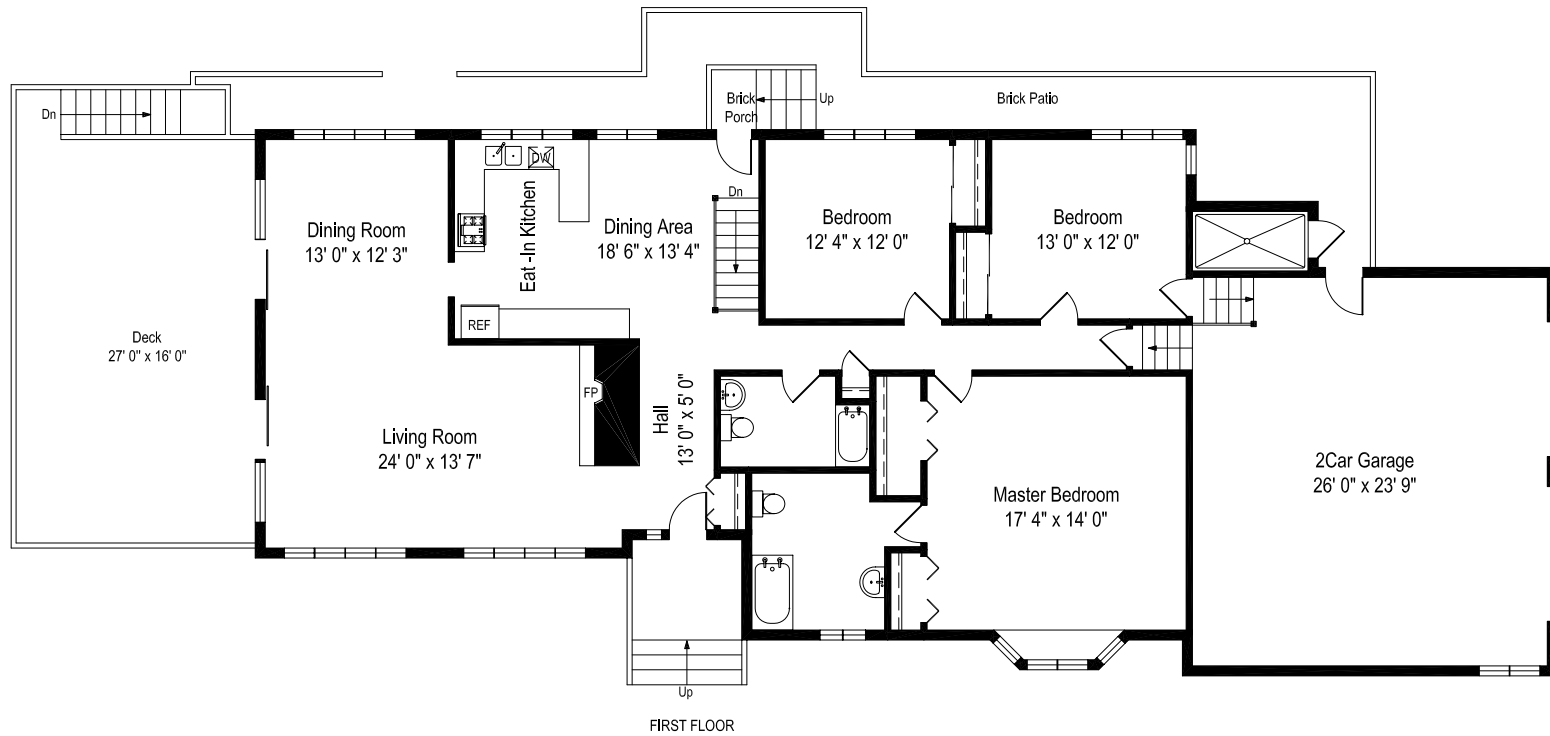 Dn
Brick
Porch
Up
Brick Patio
DW
Eat -In Kitchen
Dn
Dining Room
13' 0" x 12' 3"
Dining Area
18' 6" x 13' 4"
Bedroom
12' 4" x 12' 0"
Bedroom
13' 0" x 12' 0"
REF
Deck
27' 0" x 16' 0"
FP
Hall
13' 0" x 5' 0"
Living Room
24' 0" x 13' 7"
Master Bedroom
17' 4" x 14' 0"
2Car Garage
26' 0" x 23' 9"
Up
FIRST FLOOR